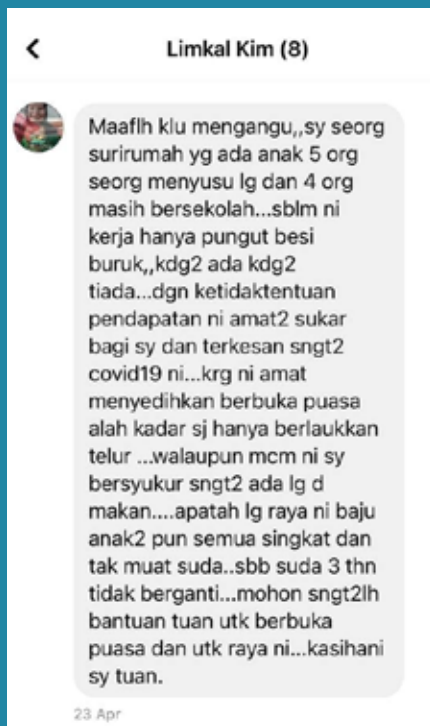 Limkal Kim (8)
Maaflh klu mengangu,,sy seorg
surirumah yg ada anak 5 org
seorg menyusu lg dan 4 org
masih bersekolah...sblm ni
kerja hanya pungut besi
buruk,,kdg2 ada kdg2
tiada...dgn ketidaktentuan
pendapatan ni amat2 sukar
bagi sy dan terkesan sngt2
covid19 ni...krg ni amat
menyedihkan berbuka puasa
alah kadar sj hanya berlaukkan
telur ...walaupun mcm ni sy
bersyukur sngt2 ada lg d
makan....apatah lg raya ni baju
anak2 pun semua singkat dan
tak muat suda..sbb suda 3 thn
tidak berganti...mohon sngt2lh
bantuan tuan utk berbuka
puasa dan utk raya ni...kasihani
sy tuan.
23 Apr